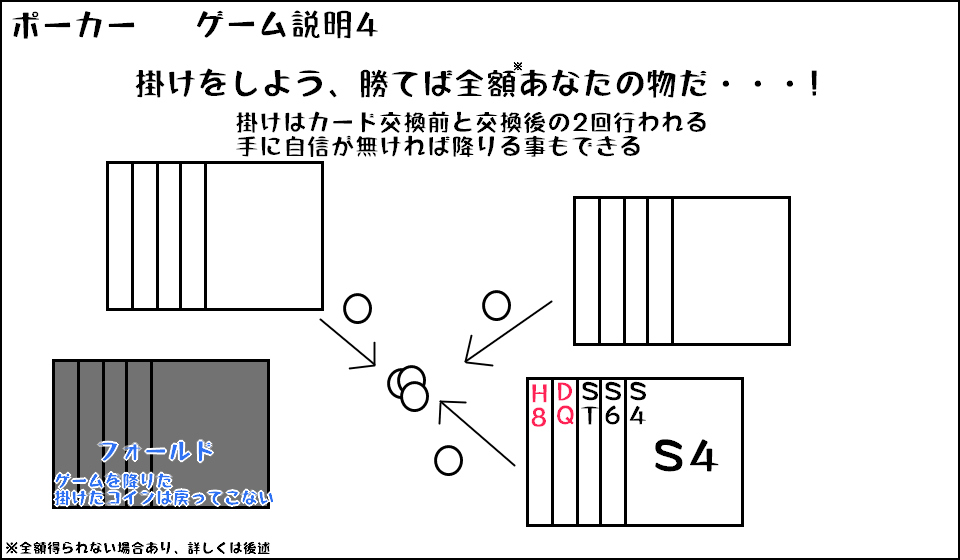 ポーカー　　ゲーム説明4
※
掛けをしよう、勝てば全額あなたの物だ・・・!
掛けはカード交換前と交換後の2回行われる
手に自信が無ければ降りる事もできる
H D S S S
8 Q T 6 4
S4
フォールド
ゲームを降りた
掛けたコインは戻ってこない
※全額得られない場合あり、詳しくは後述